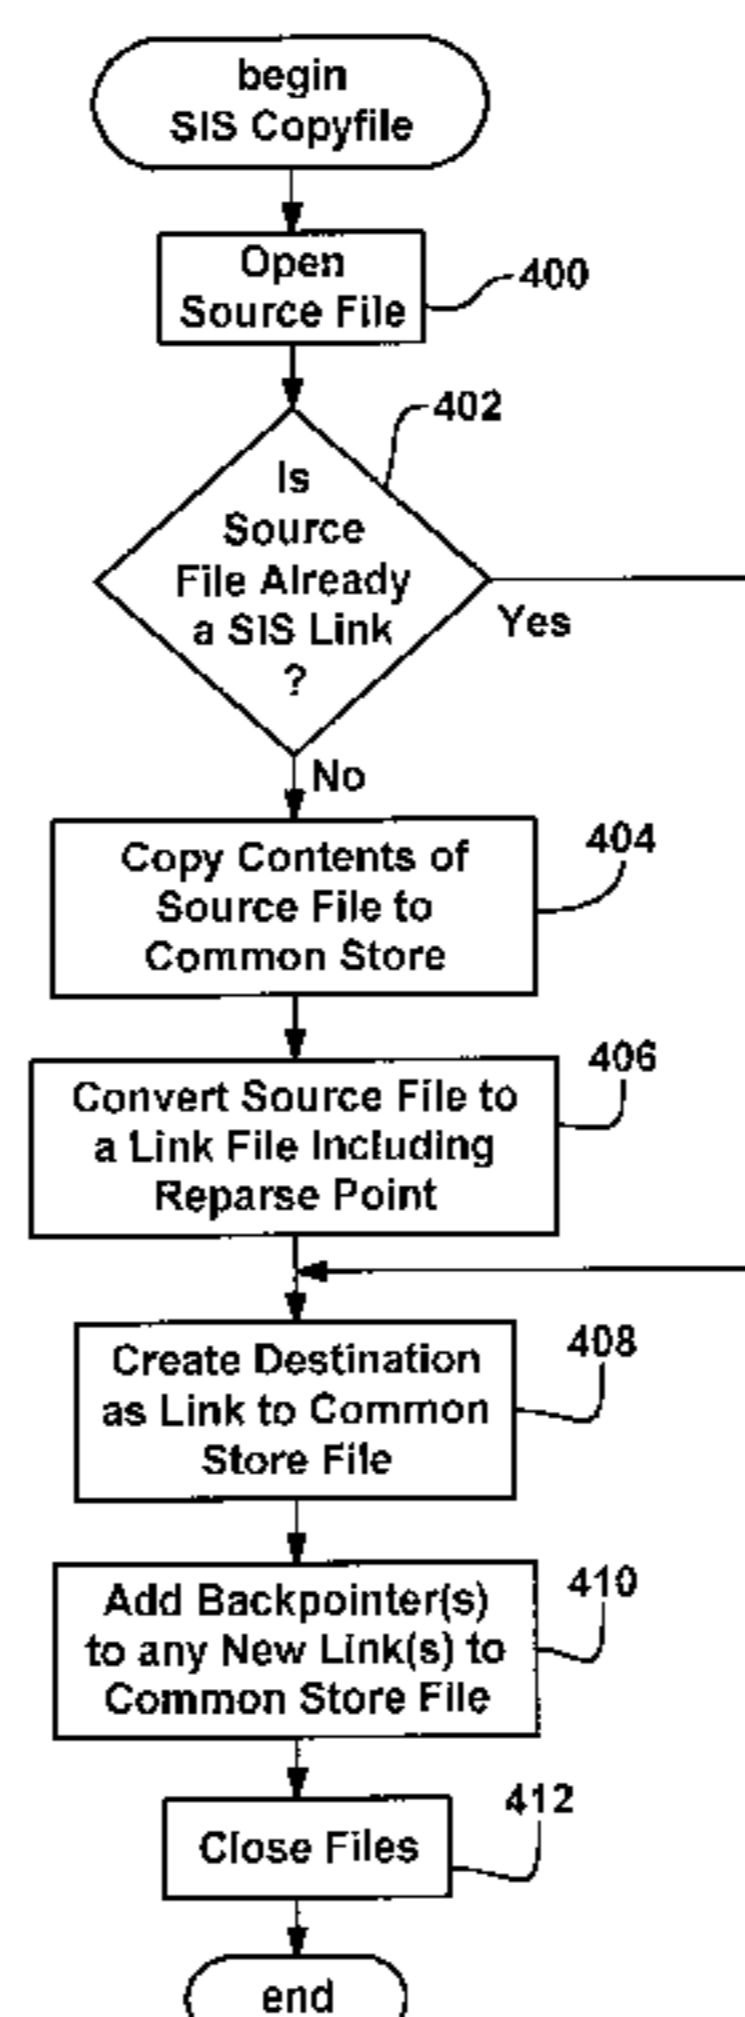 begin
SIS Copyfile
Open
Source File
400
402
Is
Source
File Already
a SIS Link
?
Yes
No
Copy Contents of
Source File to
Common Store
404
Convert Source File to
a Link File Including
Reparse Point
406
Create Destination
as Link to Common
Store File
408
Add Backpointer(s)
to any New Link(s) to
Common Store File
410
Close Files
412
end